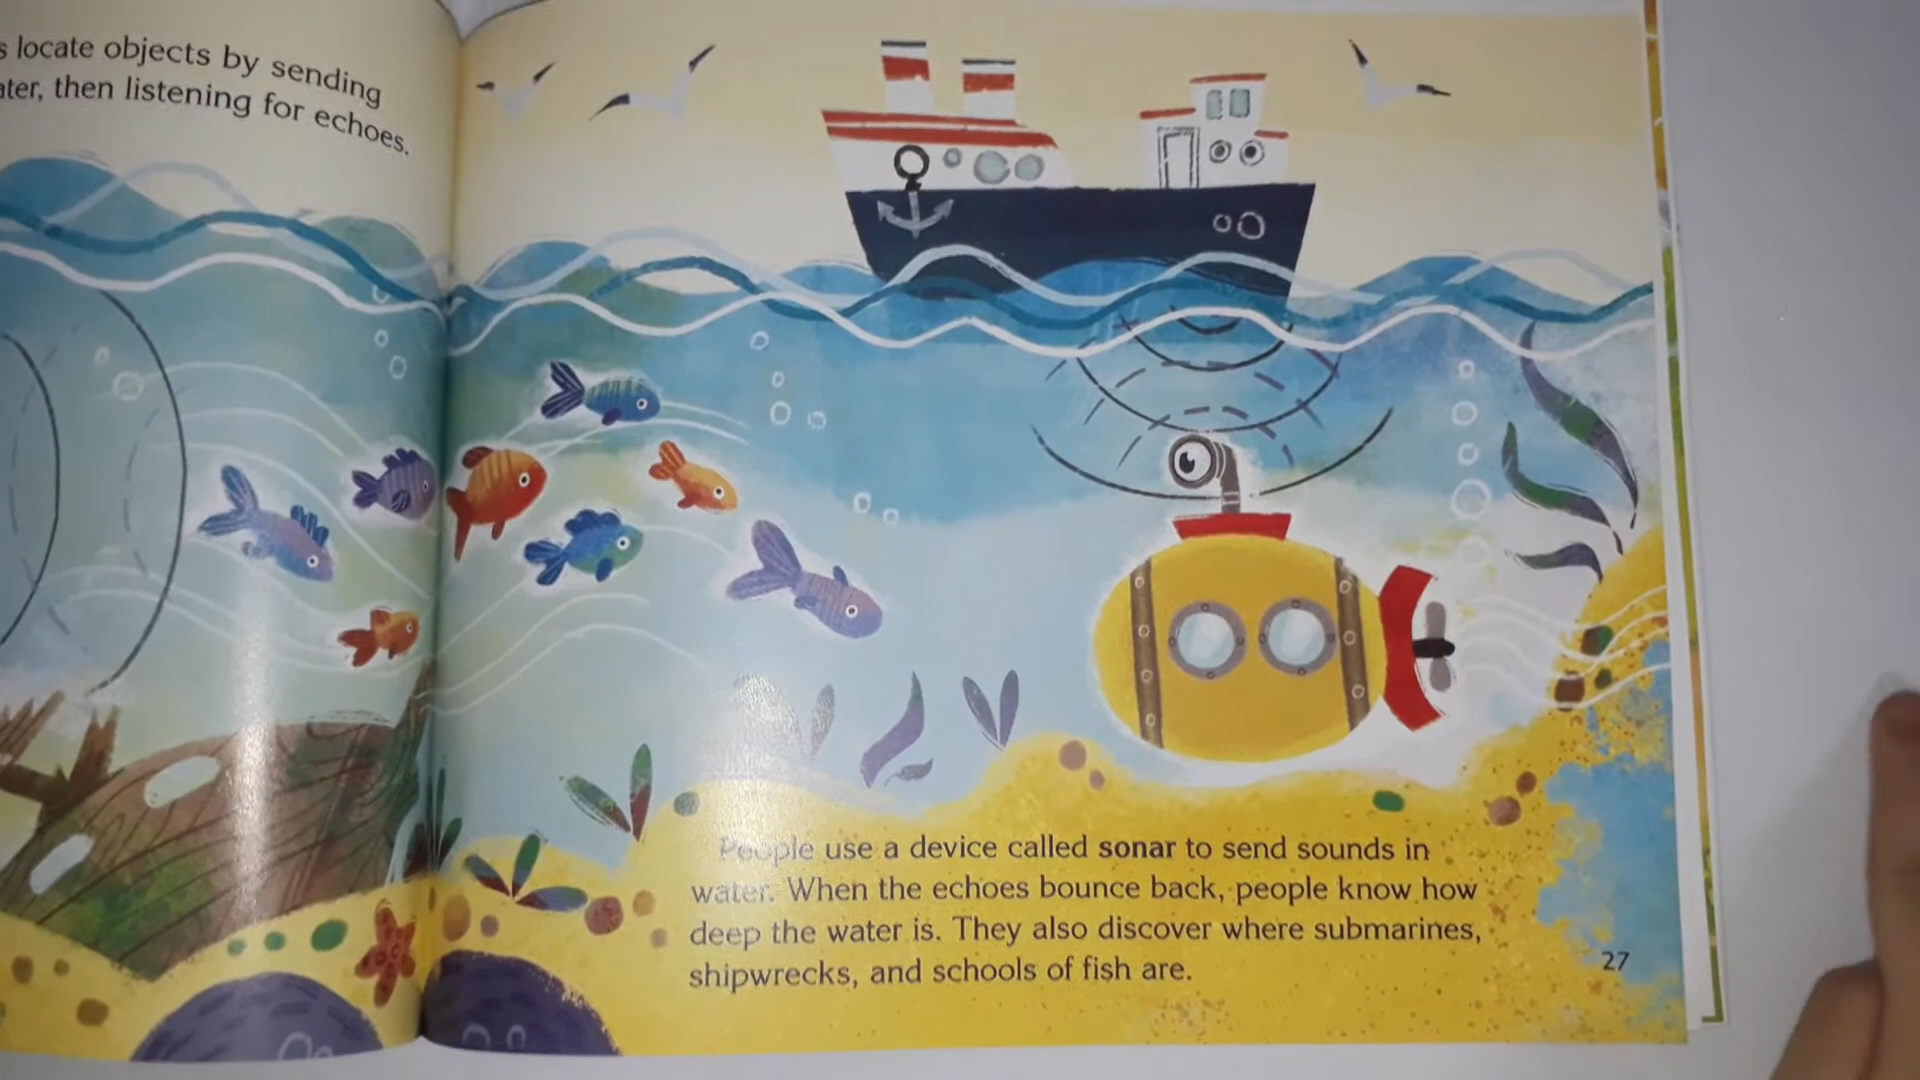 locate objects by sending
then listening for echoes.
People use a device called sonar to send sounds in
water. When the echoes bounce back, people know how
deep the water is. They also discover where submarines,
shipwrecks, and schools of fish are.
27